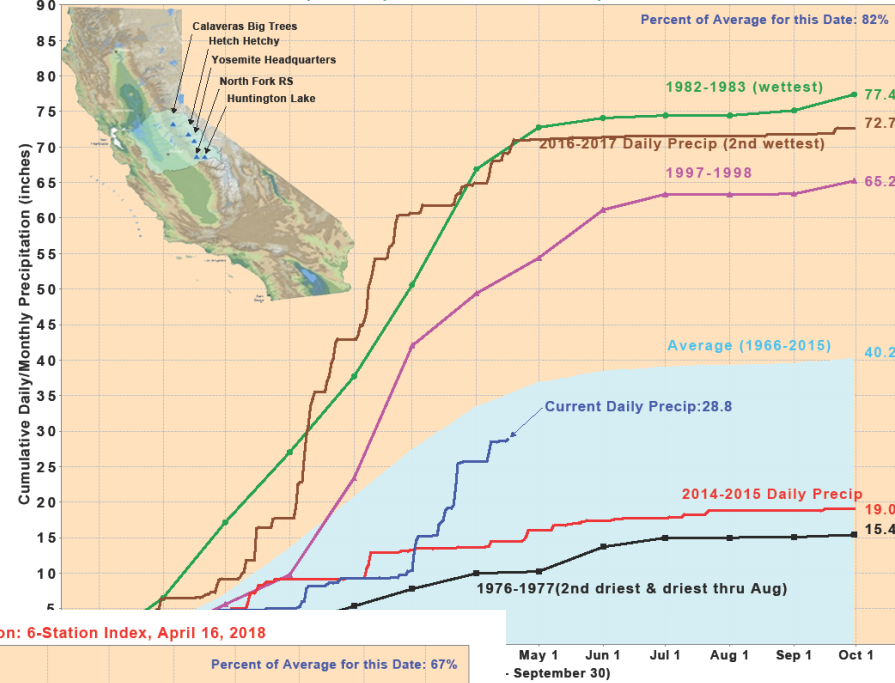 Percent of Average for this Date: 82%
90
85
80
75
70
65
60
55
50
45
40
35
30
25
20
15
10
5
Cumulative Daily/Monthly Precipitation (inches)
Calaveras Big Trees
Hetch Hetchy
Yosemite Headquarters
North Fork RS
Huntington Lake
1982-1983 (wettest)
77.4
72.7
2016-2017 Daily Precip (2nd wettest)
1997-1998
65.2
Average (1966-2015)
40.2
Current Daily Precip:28.8
2014-2015 Daily Precip
19.0
15.4
1976-1977(2nd driest & driest thru Aug)
on: 6-Station Index, April 16, 2018
Percent of Average for this Date: 67%
May 1 Jun 1 Jul 1 Aug 1 Sep 1 Oct 1
- September 30)